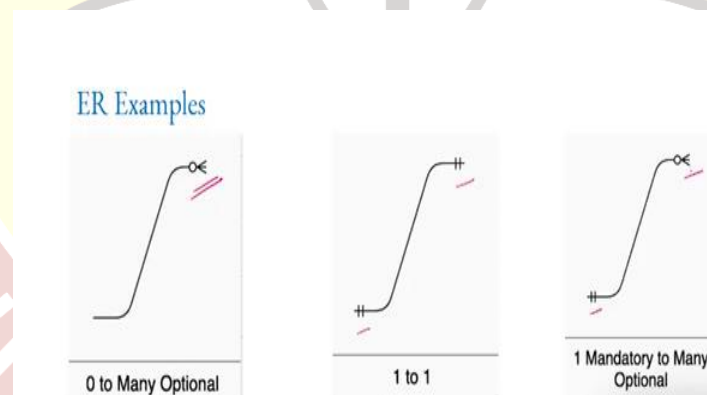 ER Examples
0 to Many Optional
1 to 1
1 Mandatory to Many
Optional